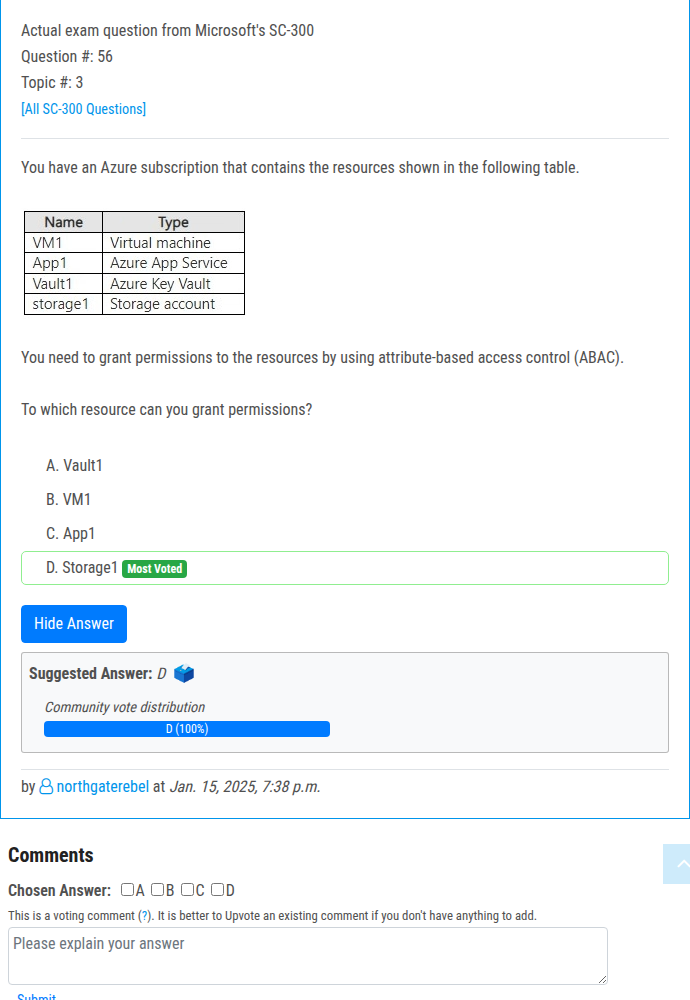 Actual exam question from Microsoft's SC-300
Question #: 56
Topic #: 3
[All SC-300 Questions]
You have an Azure subscription that contains the resources shown in the following table.
Name Type
VM1 Virtual machine
App1 Azure App Service
Vault1 Azure Key Vault
storage1 Storage account
You need to grant permissions to the resources by using attribute-based access control (ABAC).
To which resource can you grant permissions?
A. Vault1
B. VM1
C. App1
D. Storage1 Most Voted
Hide Answer
Suggested Answer: D
Community vote distribution
D (100%)
by northgaterebel at Jan. 15, 2025, 7:38 p.m.
Comments
Chosen Answer: A B C D
This is a voting comment (?). It is better to Upvote an existing comment if you don't have anything to add.
Please explain your answer
Submit